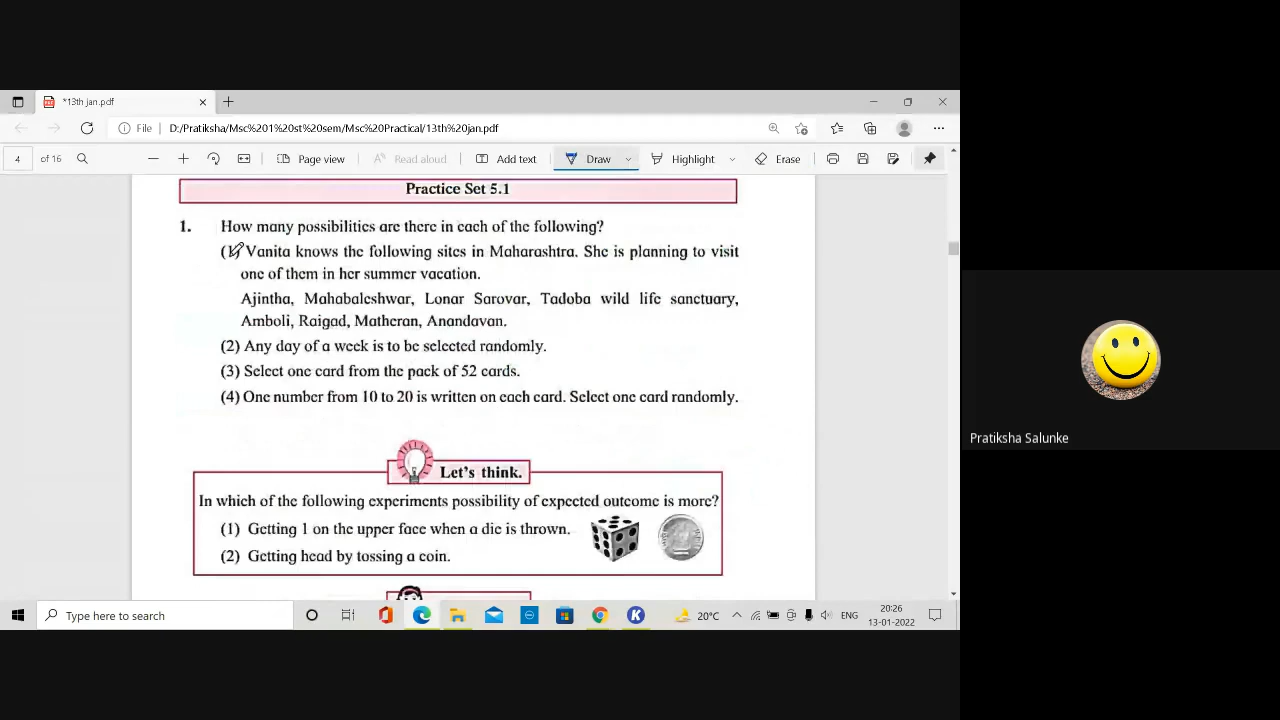 *13th jan.pdf
File
D:/Pratiksha/Msc%201%20st%20sem/Msc%20Practical/13th%20jan.pdf
4 of 16
Page view
Read aloud
Add text
Draw
Highlight
Erase
Practice Set 5.1
1. How many possibilities are there in each of the following?
(1) Vanita knows the following sites in Maharashtra. She is planning to visit
one of them in her summer vacation.
Ajintha, Mahabaleshwar, Lonar Sarovar, Tadoba wild life sanctuary,
Amboli, Raigad, Matheran, Anandavan.
(2) Any day of a week is to be selected randomly.
(3) Select one card from the pack of 52 cards.
(4) One number from 10 to 20 is written on each card. Select one card randomly.
Let's think.
In which of the following experiments possibility of expected outcome is more?
(1) Getting 1 on the upper face when a die is thrown.
(2) Getting head by tossing a coin.
Pratiksha Salunke
Type here to search
20°C
ENG
20:26
13-01-2022